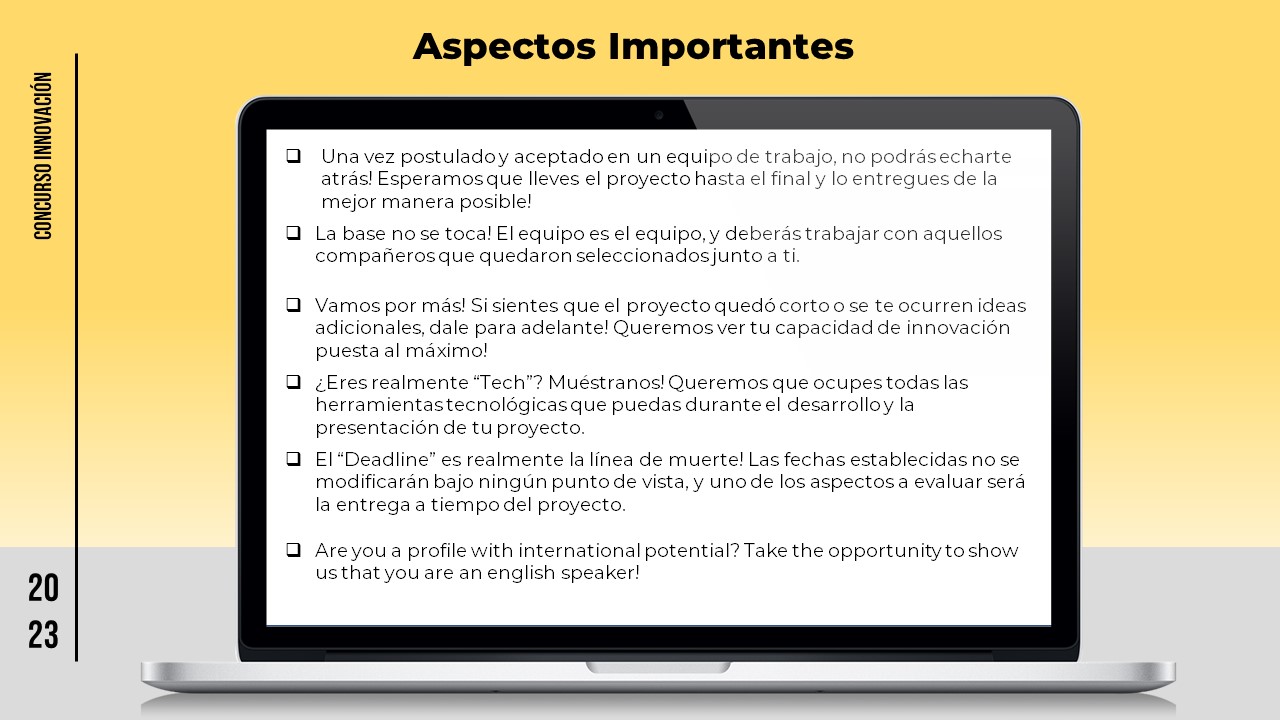 Aspectos Importantes
CONCURSO INNOVACIÓN
Una vez postulado y aceptado en un equipo de trabajo, no podrás echarte
atrás! Esperamos que lleves el proyecto hasta el final y lo entregues de la
mejor manera posible!
La base no se toca! El equipo es el equipo, y deberás trabajar con aquellos
compañeros que quedaron seleccionados junto a ti.
Vamos por más! Si sientes que el proyecto quedó corto o se te ocurren ideas
adicionales, dale para adelante! Queremos ver tu capacidad de innovación
puesta al máximo!
¿Eres realmente “Tech”? Muéstranos! Queremos que ocupes todas las
herramientas tecnológicas que puedas durante el desarrollo y la
presentación de tu proyecto.
El “Deadline” es realmente la línea de muerte! Las fechas establecidas no se
modificarán bajo ningún punto de vista, y uno de los aspectos a evaluar será
la entrega a tiempo del proyecto.
Are you a profile with international potential? Take the opportunity to show
us that you are an english speaker!
20
23